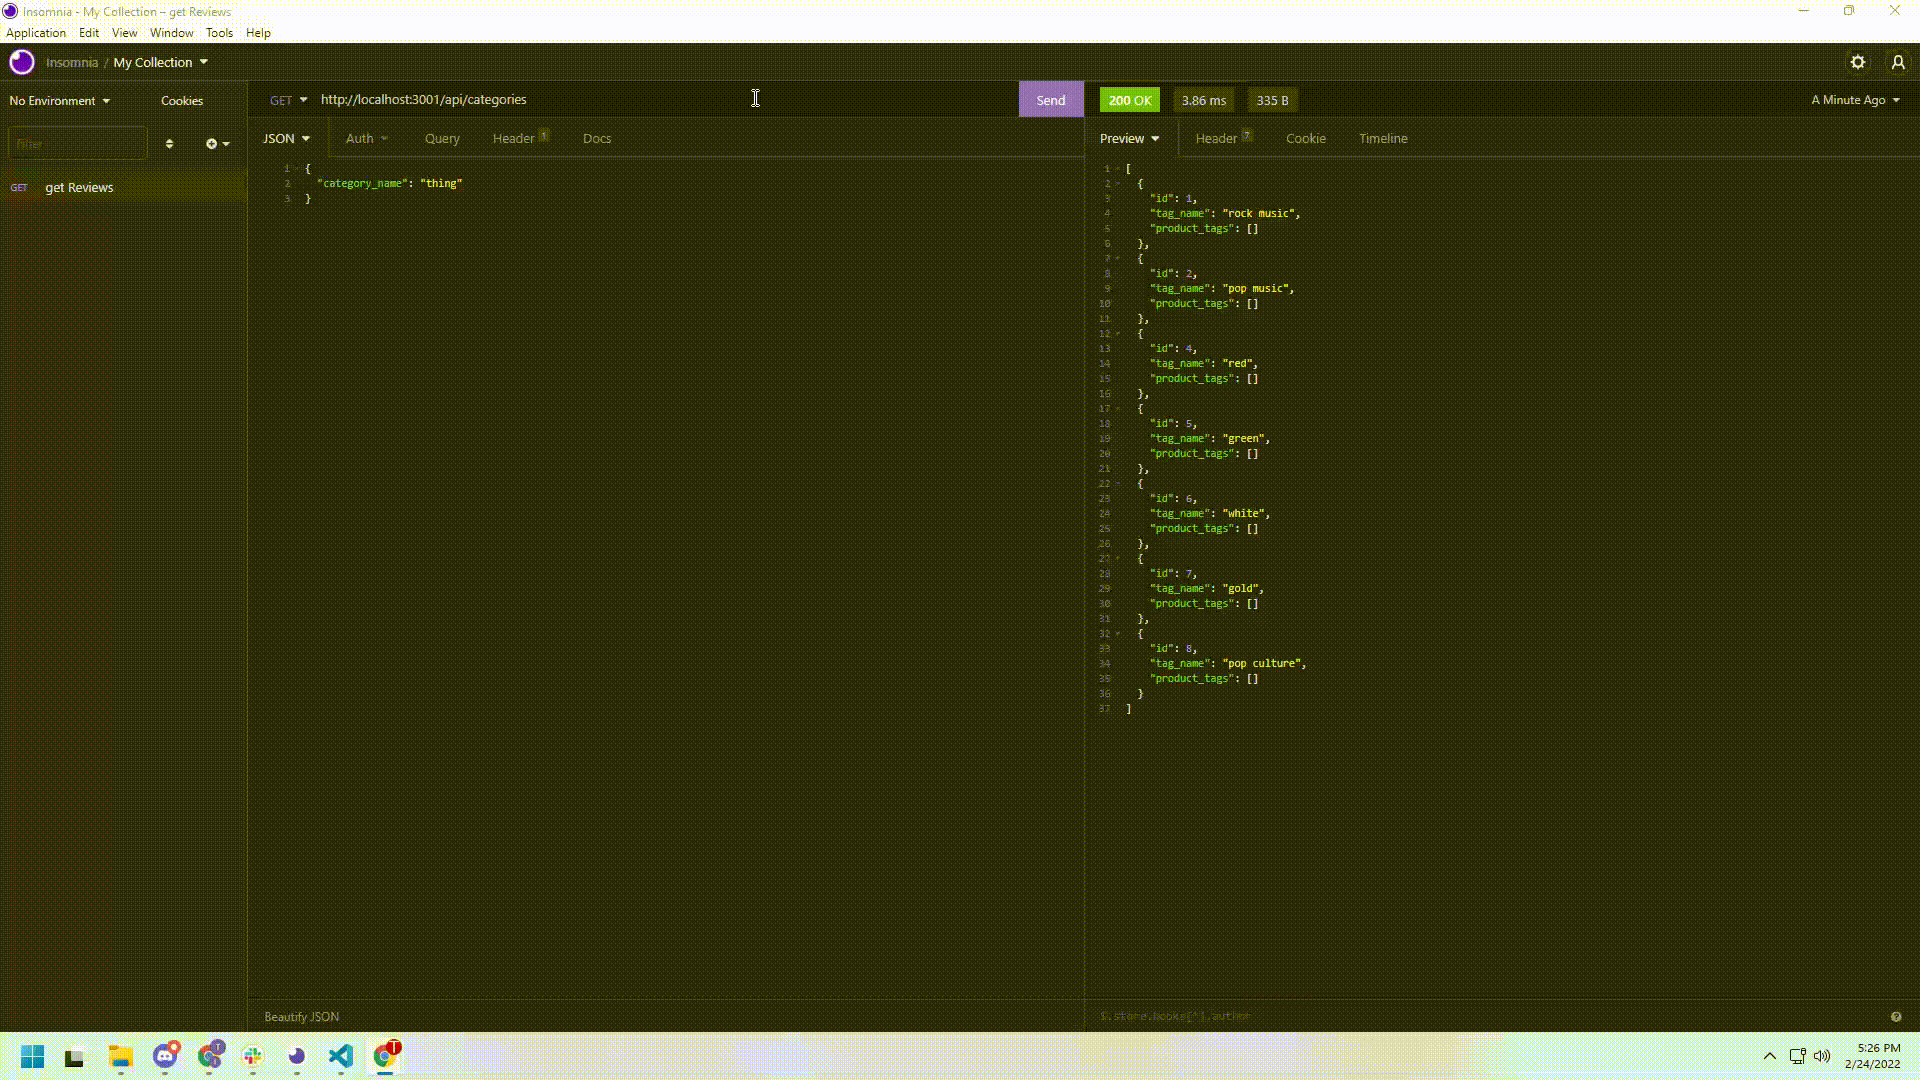 Insomnia - My Collection – get Reviews
Application Edit View Window Tools Help
Insomnia / My Collection
No Environment Cookies
GET http://localhost:3001/api/categories
Send
200 OK 3.86 ms 335 B
A Minute Ago
Filter
JSON Auth Query Header 1 Docs
Preview Header 7 Cookie Timeline
GET get Reviews
1 {
2 "category_name": "thing"
3 }
1 [
2 {
3 "id": 1,
4 "tag_name": "rock music",
5 "product_tags": []
6 },
7 {
8 "id": 2,
9 "tag_name": "pop music",
10 "product_tags": []
11 },
12 {
13 "id": 4,
14 "tag_name": "red",
15 "product_tags": []
16 },
17 {
18 "id": 5,
19 "tag_name": "green",
20 "product_tags": []
21 },
22 {
23 "id": 6,
24 "tag_name": "white",
25 "product_tags": []
26 },
27 {
28 "id": 7,
29 "tag_name": "gold",
30 "product_tags": []
31 },
32 {
33 "id": 8,
34 "tag_name": "pop culture",
35 "product_tags": []
36 }
37 ]
Beautify JSON
$.store.books[*].author
T
T
5:26 PM
2/24/2022